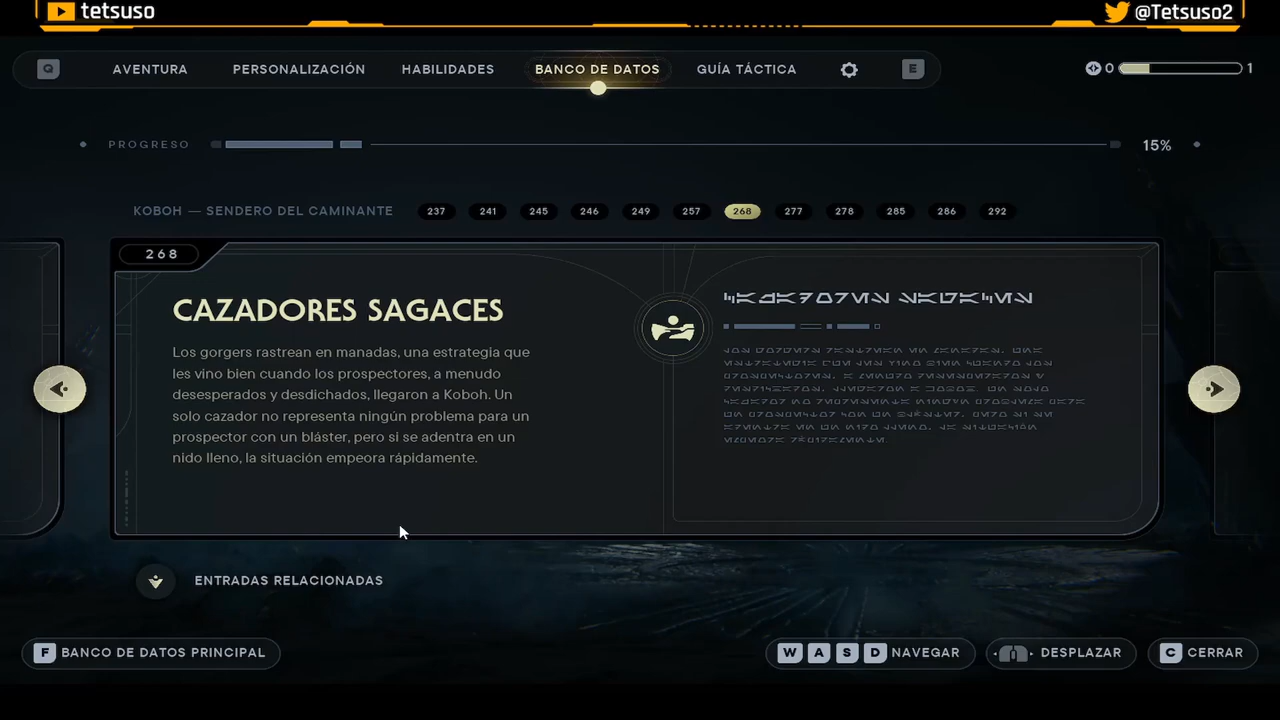 tetsuso
@Tetsuso2
Q AVENTURA PERSONALIZACIÓN HABILIDADES BANCO DE DATOS GUÍA TÁCTICA E 0 1
PROGRESO 15%
KOBOH — SENDERO DEL CAMINANTE 237 241 245 246 249 257 268 277 278 285 286 292
268
CAZADORES SAGACES
Los gorgers rastrean en manadas, una estrategia que
les vino bien cuando los prospectores, a menudo
desesperados y desdichados, llegaron a Koboh. Un
solo cazador no representa ningún problema para un
prospector con un bláster, pero si se adentra en un
nido lleno, la situación empeora rápidamente.
ENTRADAS RELACIONADAS
F BANCO DE DATOS PRINCIPAL
W A S D NAVEGAR
DESPLAZAR
C CERRAR